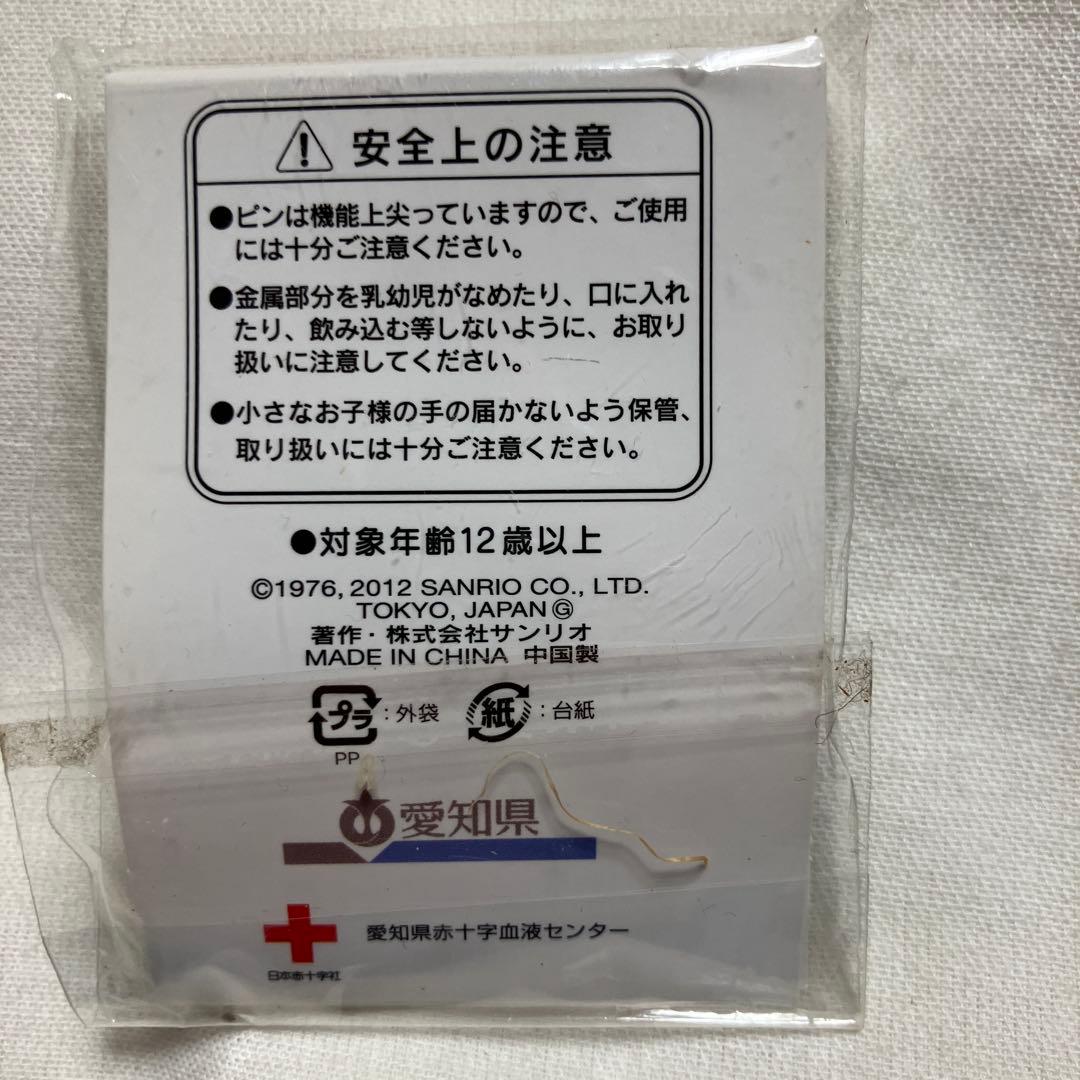 安全上の注意
●ピンは機能上尖っていますので、ご使用
には十分ご注意ください。
●金属部分を乳幼児がなめたり、口に入れ
たり、飲み込む等しないように、お取り
扱いに注意してください。
●小さなお子様の手の届かないよう保管、
取り扱いには十分ご注意ください。
●対象年齢12歳以上
©1976, 2012 SANRIO CO., LTD.
TOKYO, JAPAN Ⓖ
著作・株式会社サンリオ
MADE IN CHINA 中国製
プラ:外袋 紙:台紙
PP
愛知県
愛知県赤十字血液センター
日本赤十字社